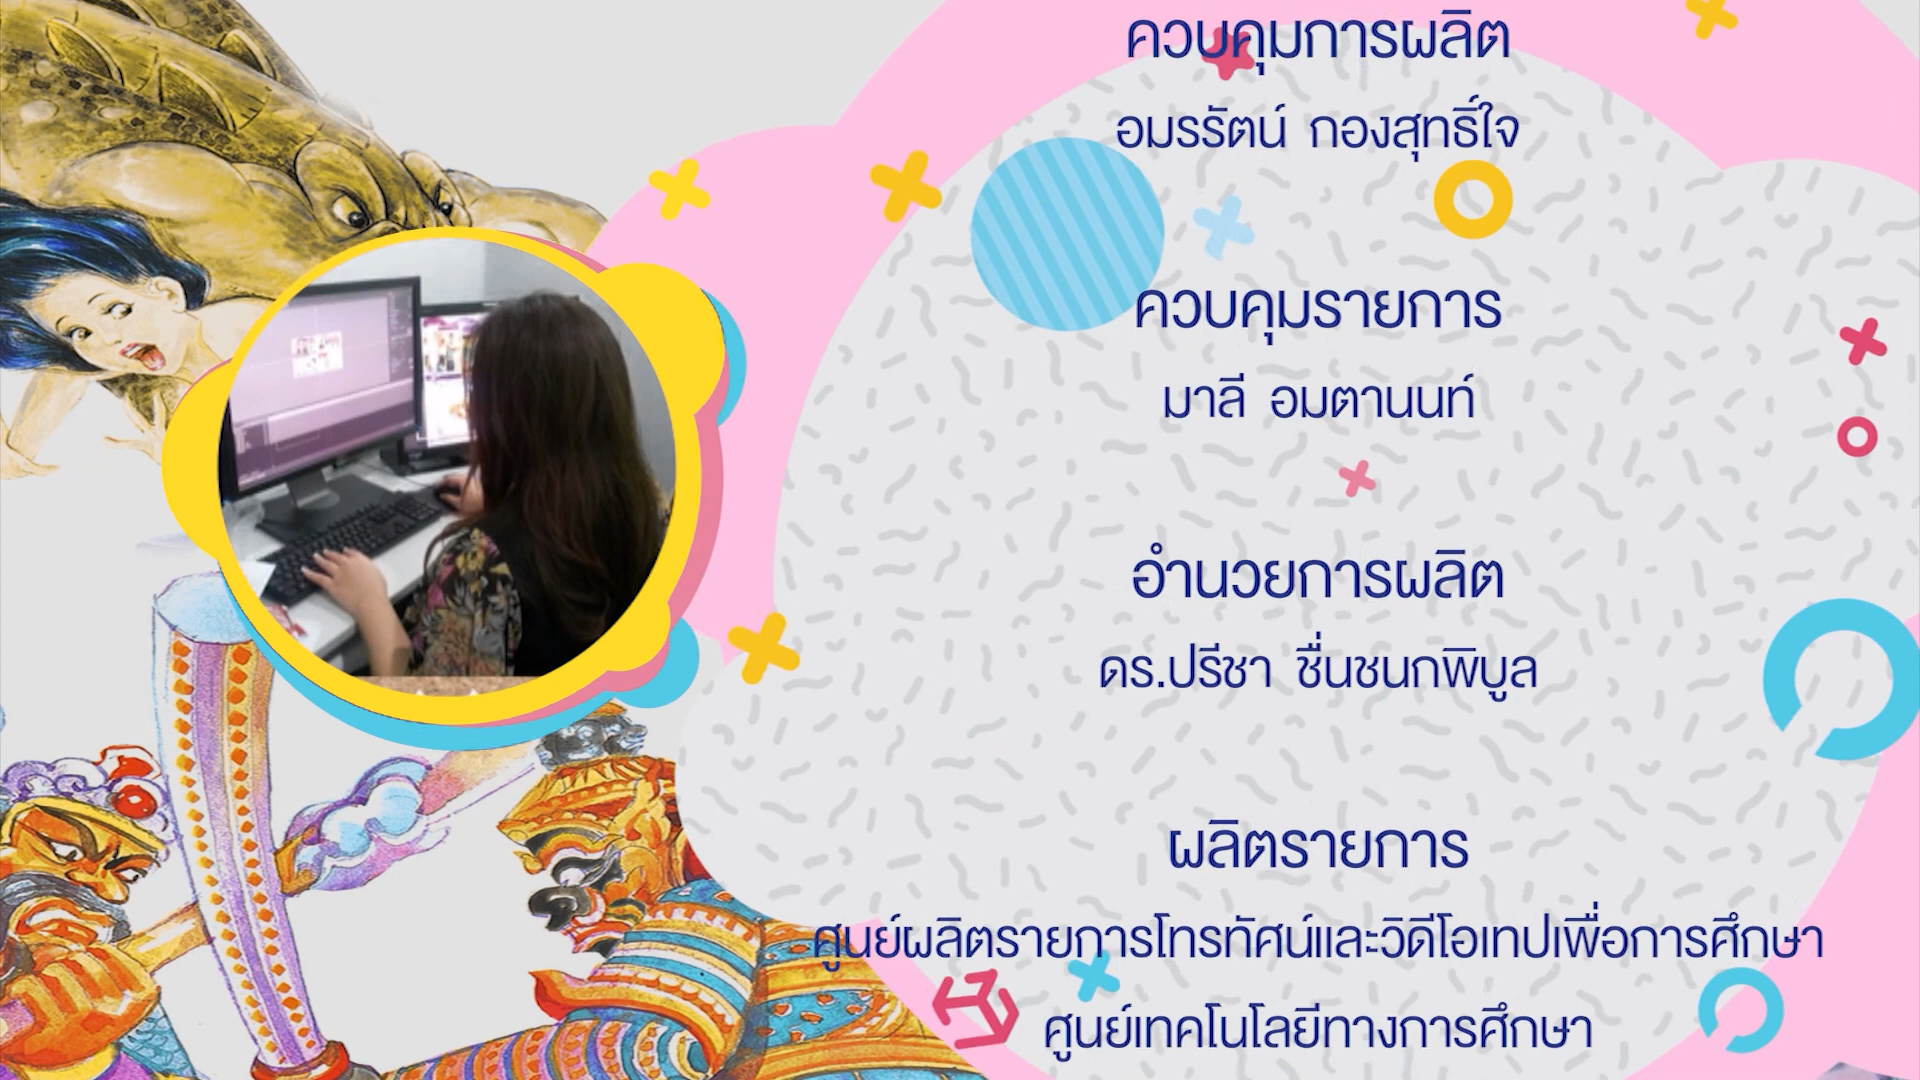 ควบคุมการผลิต
อมรรัตน์ กองสุทธิ์ใจ
ควบคุมรายการ
มาลี อมตานนท์
อำนวยการผลิต
ดร.ปรีชา ชื่นชนกพิบูล
ผลิตรายการ
ศูนย์ผลิตรายการโทรทัศน์และวิดีโอเทปเพื่อการศึกษา
ศูนย์เทคโนโลยีทางการศึกษา